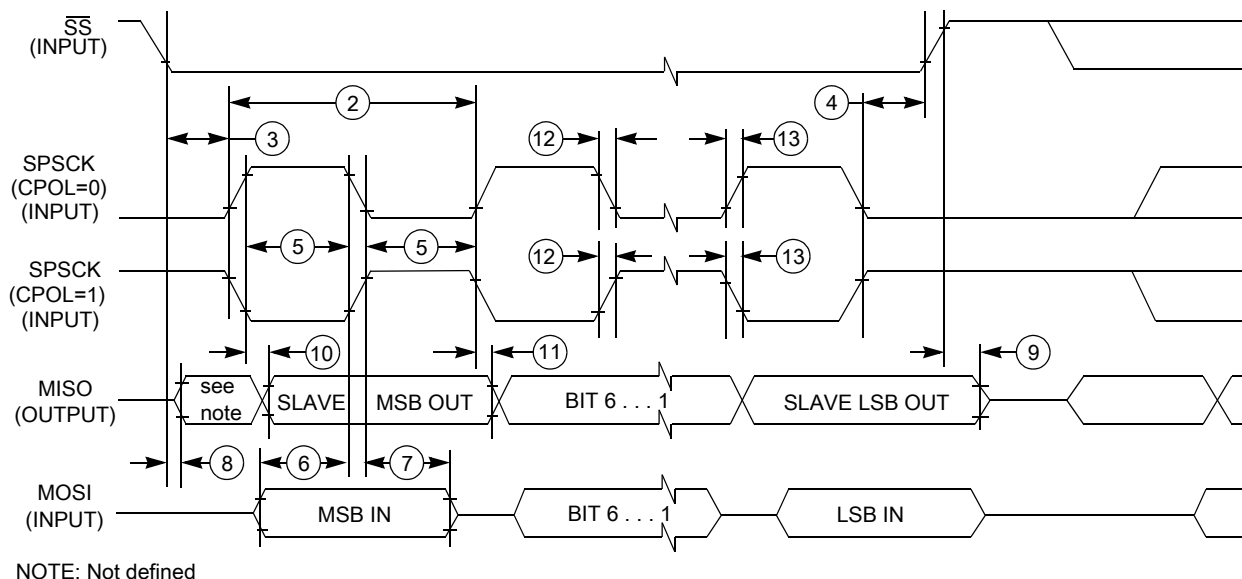 SS
(INPUT)
2
4
3
12
13
SPSCK
(CPOL=0)
(INPUT)
5
5
SPSCK
(CPOL=1)
(INPUT)
12
13
10
11
9
MISO
(OUTPUT)
see
note
SLAVE
MSB OUT
BIT 6 . . . 1
SLAVE LSB OUT
8
6
7
MOSI
(INPUT)
MSB IN
BIT 6 . . . 1
LSB IN
NOTE: Not defined